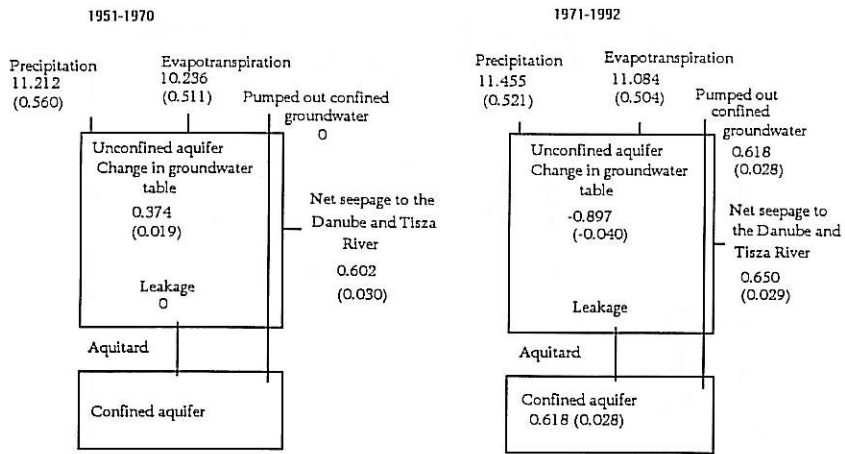 1951-1970
Precipitation
11.212
(0.560)
Evapotranspiration
10.236
(0.511)
Pumped out confined
groundwater
0
Unconfined aquifer
Change in groundwater
table
0.374
(0.019)
Net seepage to the
Danube and Tisza
River
0.602
(0.030)
Leakage
0
Aquitard
Confined aquifer
1971-1992
Precipitation
11.455
(0.521)
Evapotranspiration
11.084
(0.504)
Pumped out
confined
groundwater
0.618
(0.028)
Unconfined aquifer
Change in groundwater
table
-0.897
(-0.040)
Net seepage to
the Danube and
Tisza River
0.650
(0.029)
Leakage
Aquitard
Confined aquifer
0.618 (0.028)